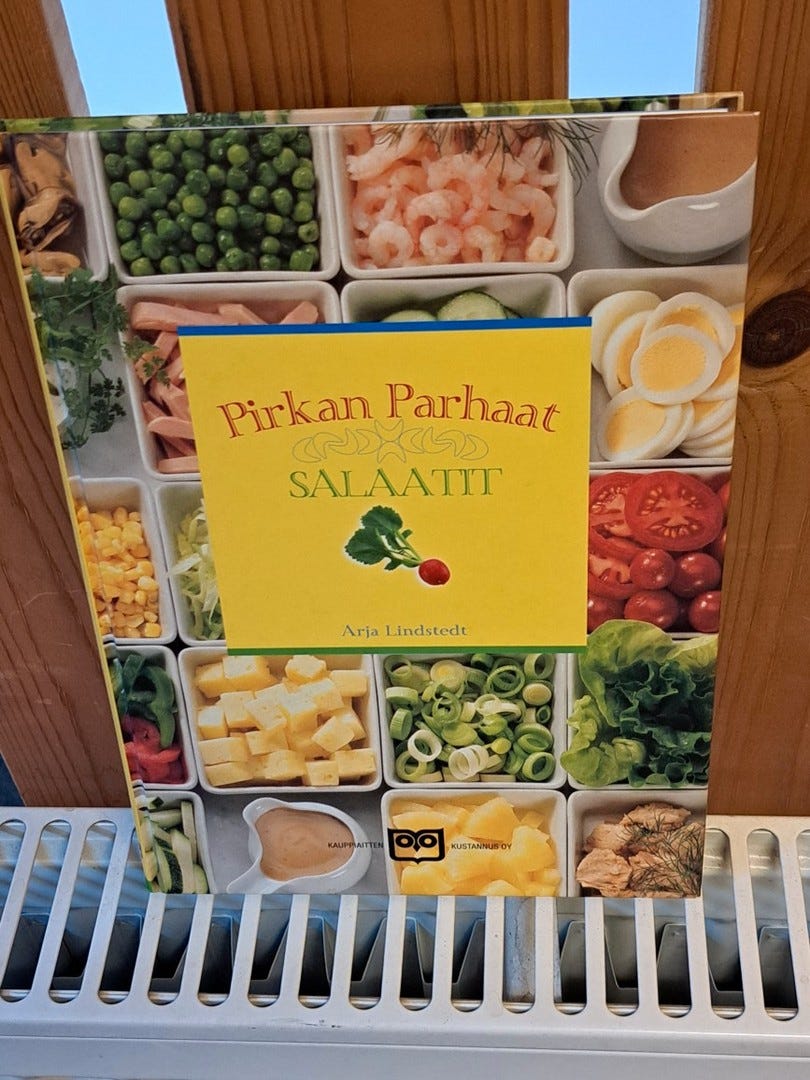 Pirkan Parhaat
SALAATIT
Arja Lindstedt
KAUPPIAITTEN KUSTANNUS OY